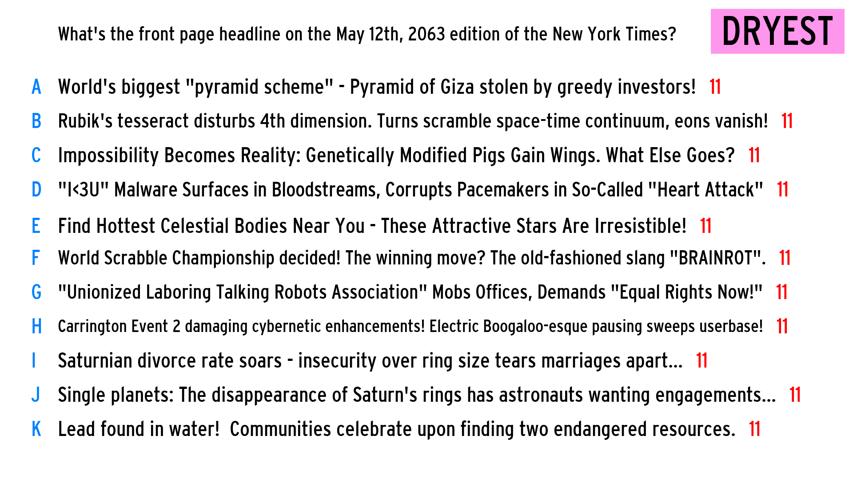 What's the front page headline on the May 12th, 2063 edition of the New York Times?
DRYEST
A World's biggest "pyramid scheme" - Pyramid of Giza stolen by greedy investors! 11
B Rubik's tesseract disturbs 4th dimension. Turns scramble space-time continuum, eons vanish! 11
C Impossibility Becomes Reality: Genetically Modified Pigs Gain Wings. What Else Goes? 11
D "I<3U" Malware Surfaces in Bloodstreams, Corrupts Pacemakers in So-Called "Heart Attack" 11
E Find Hottest Celestial Bodies Near You - These Attractive Stars Are Irresistible! 11
F World Scrabble Championship decided! The winning move? The old-fashioned slang "BRAINROT". 11
G "Unionized Laboring Talking Robots Association" Mobs Offices, Demands "Equal Rights Now!" 11
H Carrington Event 2 damaging cybernetic enhancements! Electric Boogaloo-esque pausing sweeps userbase! 11
I Saturnian divorce rate soars - insecurity over ring size tears marriages apart... 11
J Single planets: The disappearance of Saturn's rings has astronauts wanting engagements... 11
K Lead found in water! Communities celebrate upon finding two endangered resources. 11